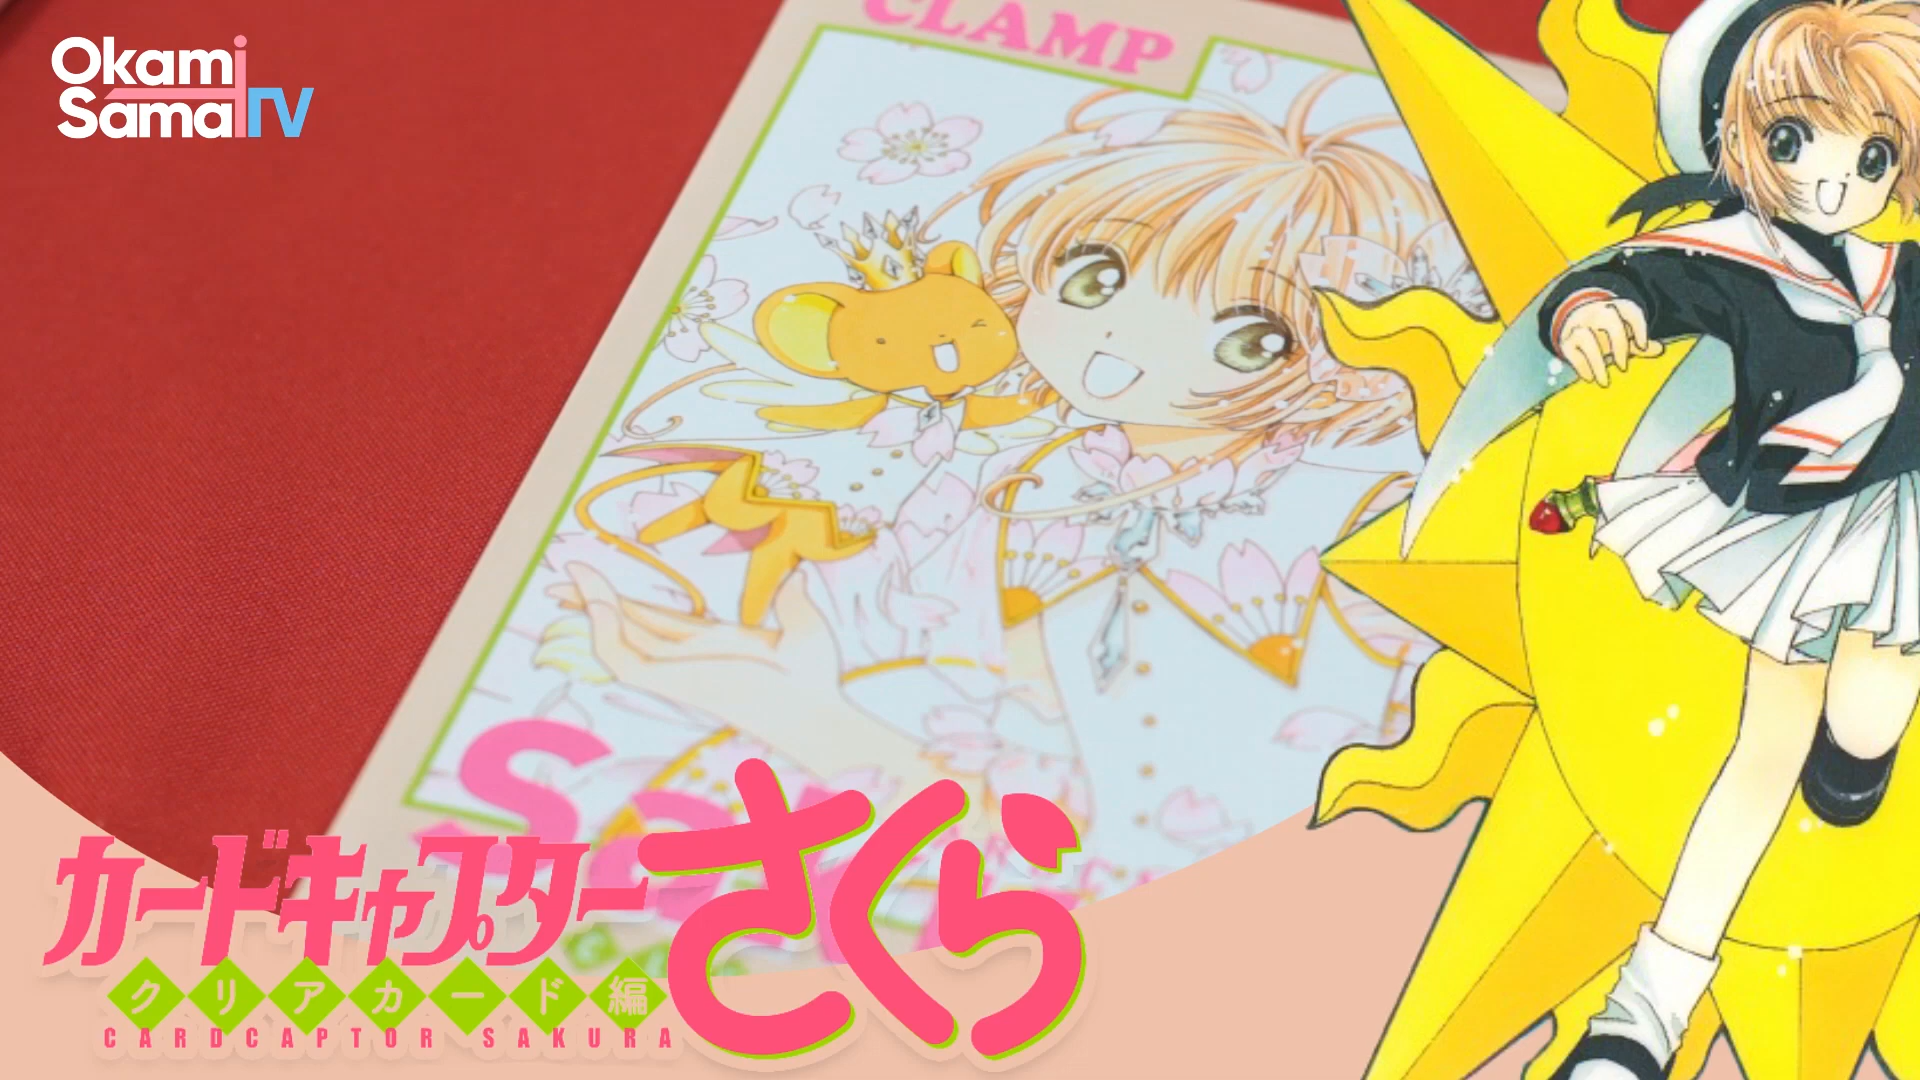 Okami
Sama TV
CLAMP
Sak
カードキャプター
さくら
クリアカード編
CARDCAPTOR SAKURA